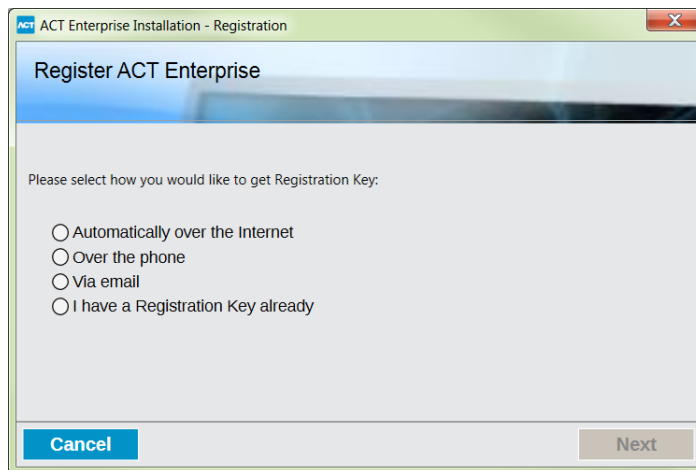 ACT ACT Enterprise Installation - Registration
Register ACT Enterprise
Please select how you would like to get Registration Key:
Automatically over the Internet
Over the phone
Via email
I have a Registration Key already
Cancel Next